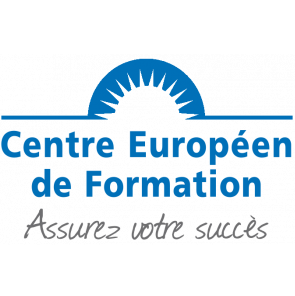 Centre Européen
de Formation
Assurez votre succès